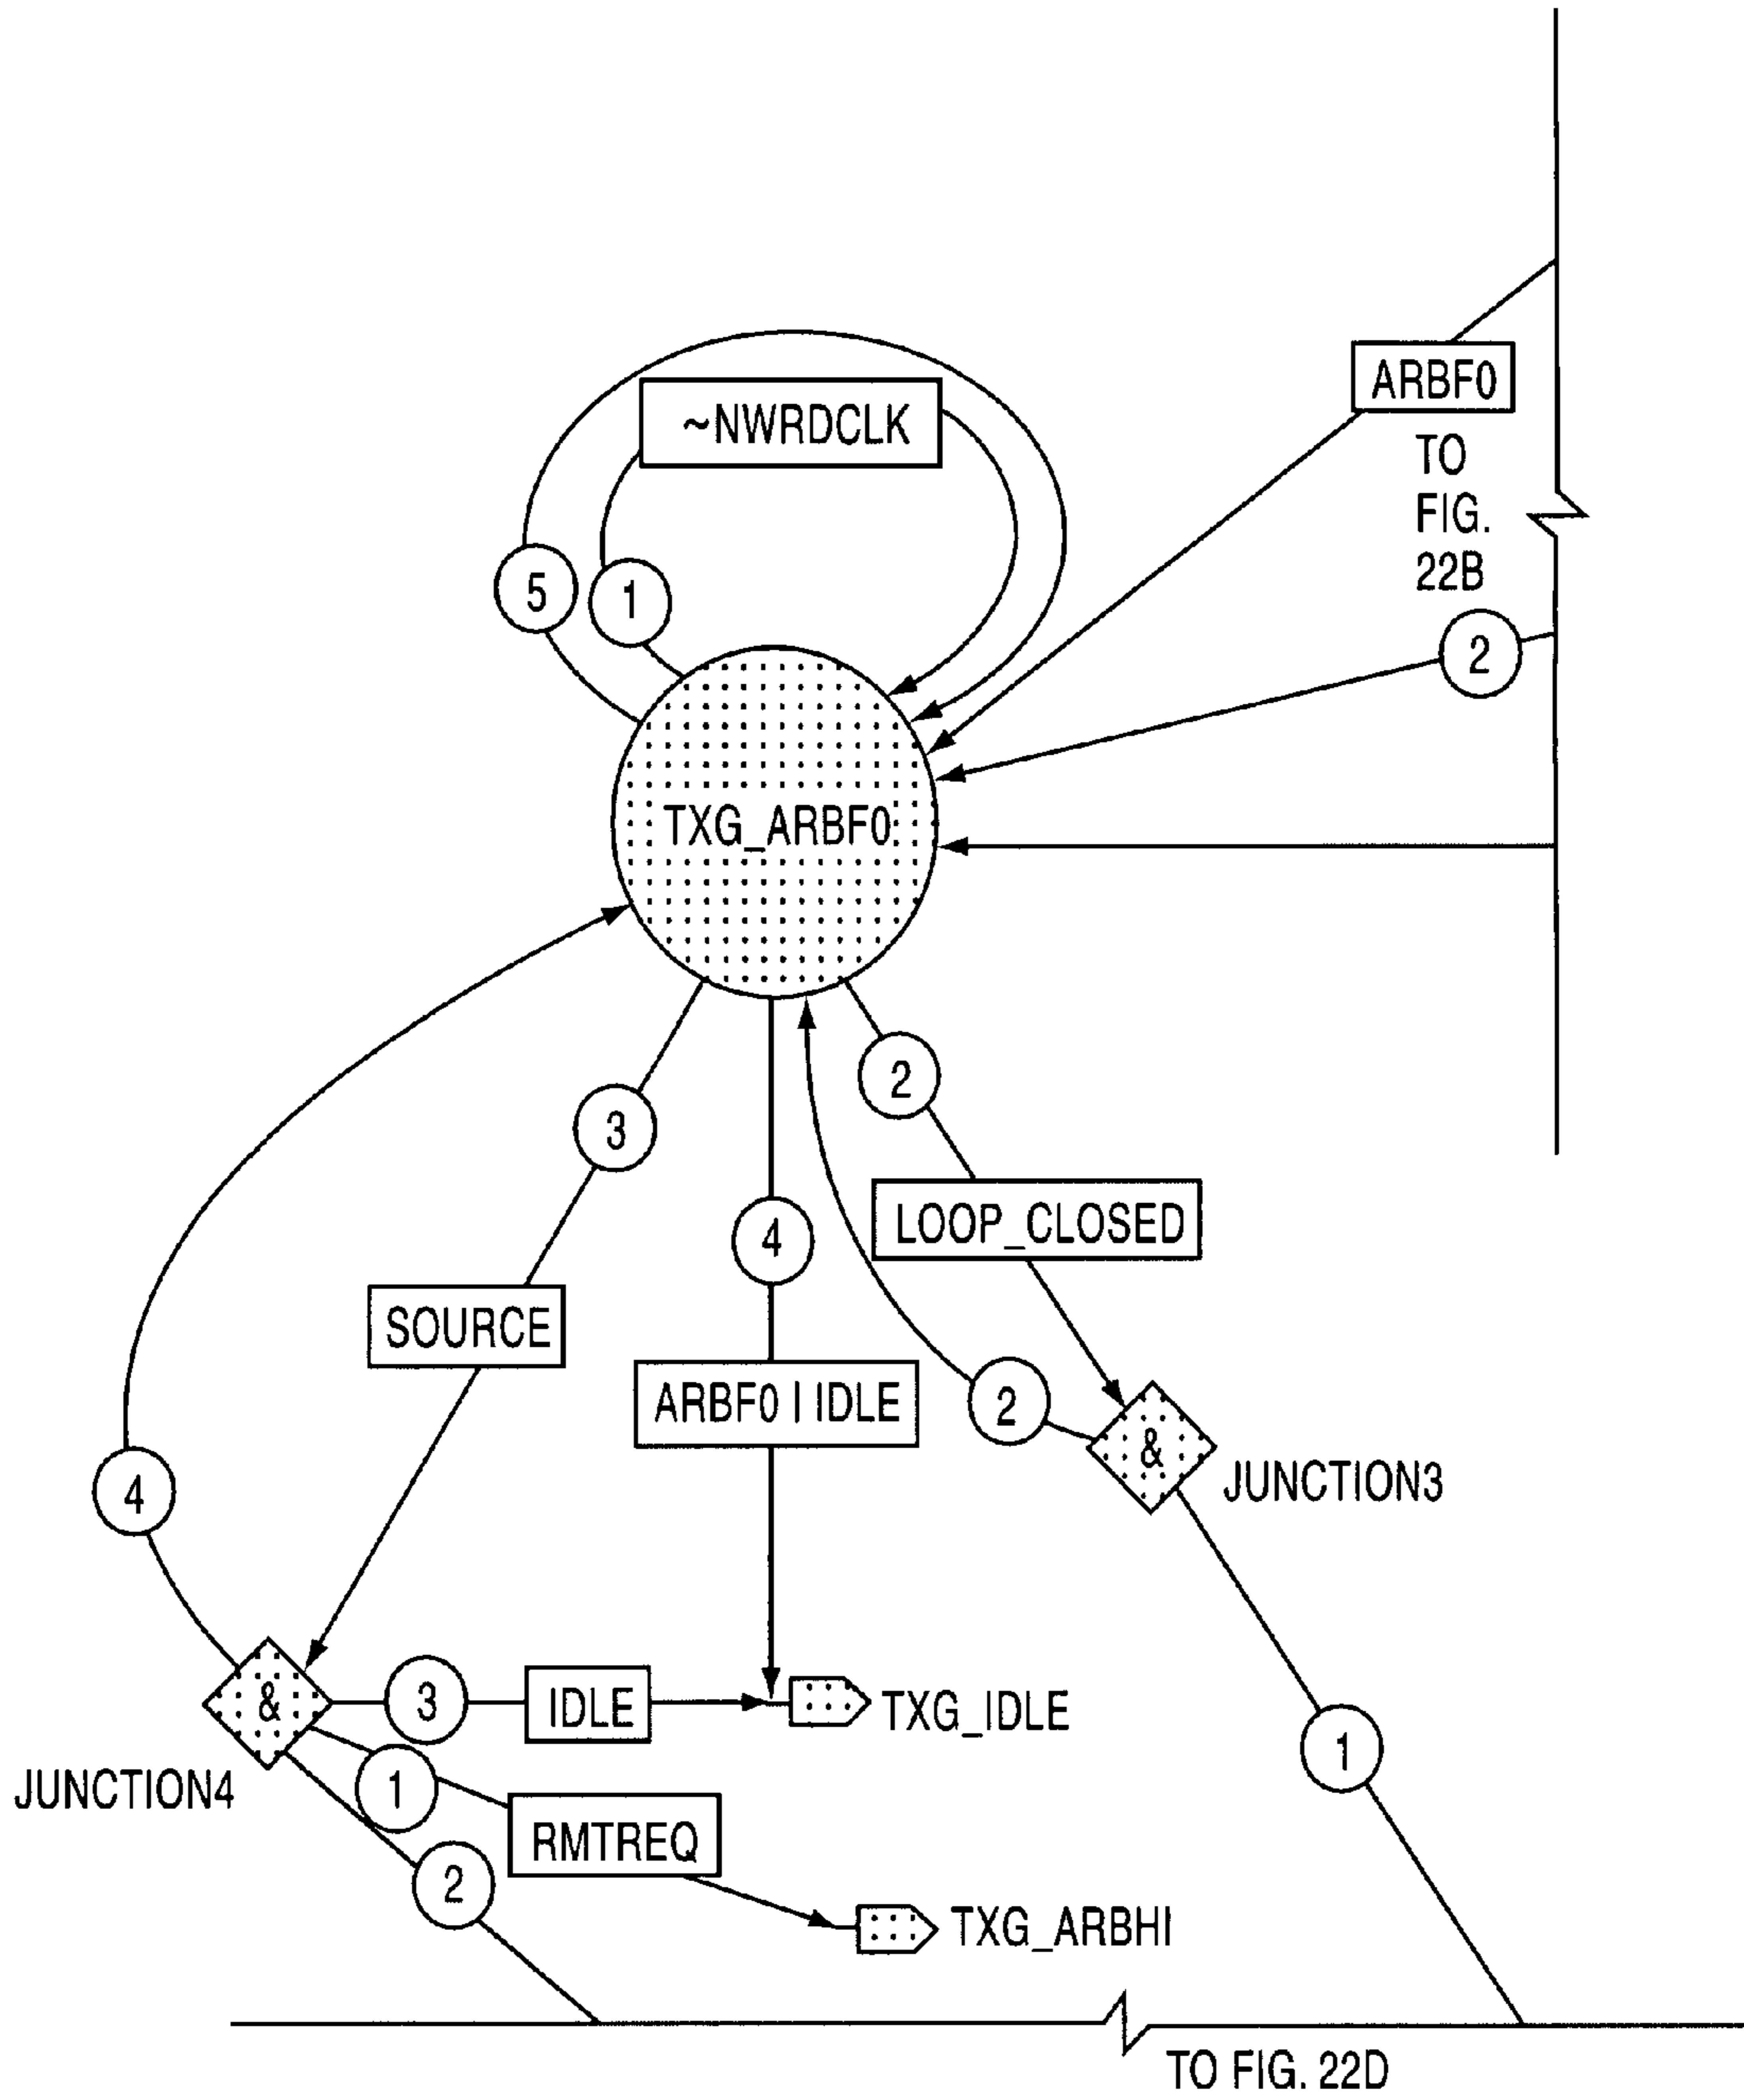 ARBF0
~NWRDCLK
TO
FIG.
22B
5
1
2
TXG_ARBF0
2
3
LOOP_CLOSED
4
SOURCE
ARBF0 | IDLE
2
&
JUNCTION3
4
&
3
IDLE
TXG_IDLE
JUNCTION4
1
1
RMTREQ
2
TXG_ARBHI
TO FIG. 22D